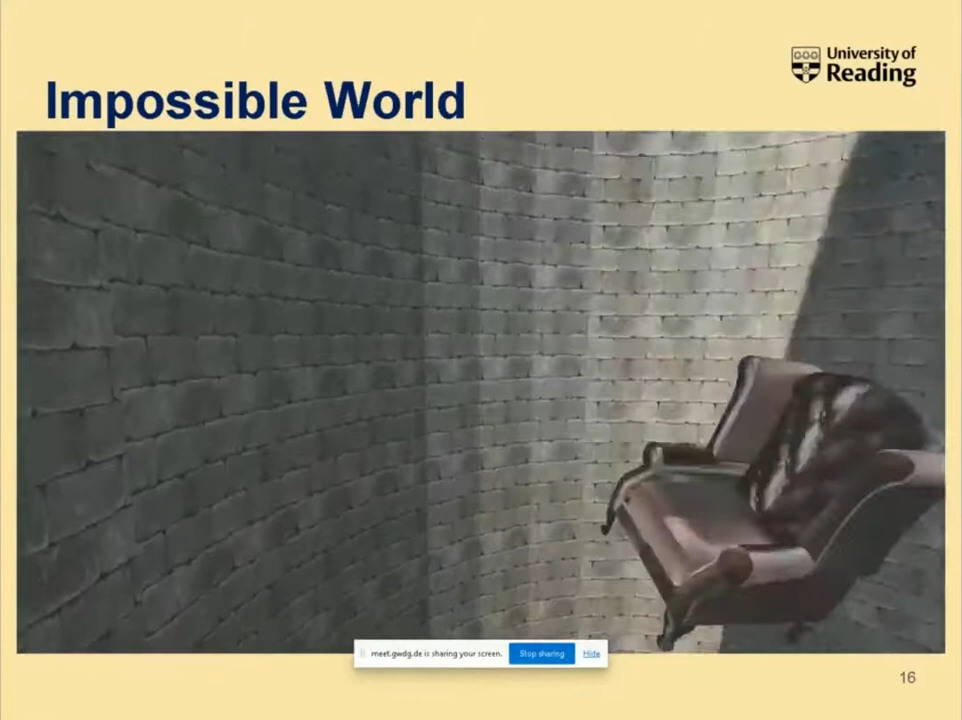 University of
Reading
Impossible World
meet.gwdg.de is sharing your screen. Stop sharing Hide
16